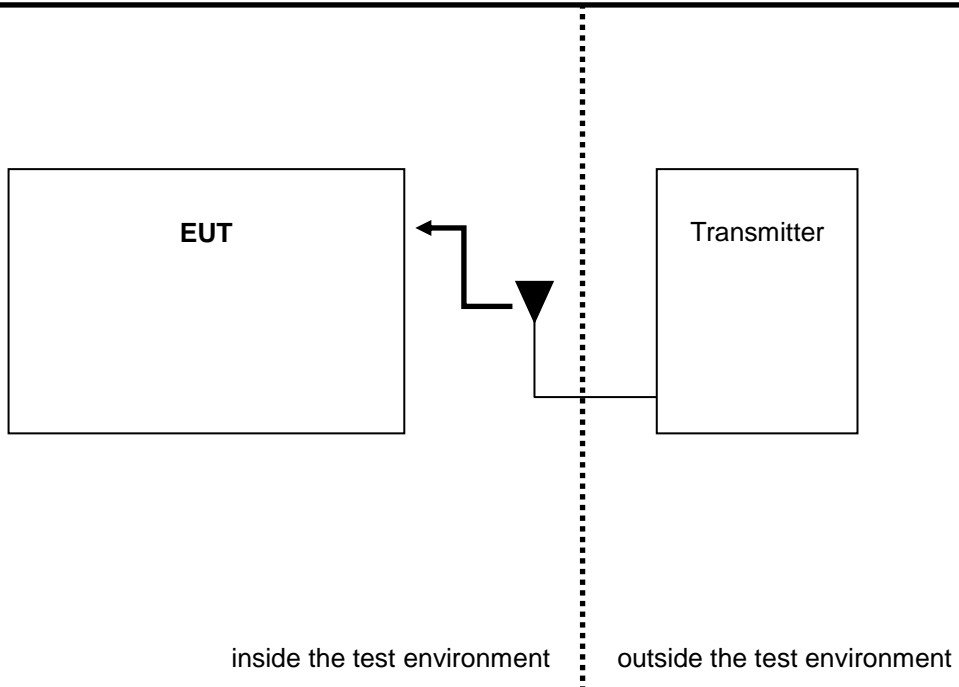 EUT
Transmitter
inside the test environment
outside the test environment